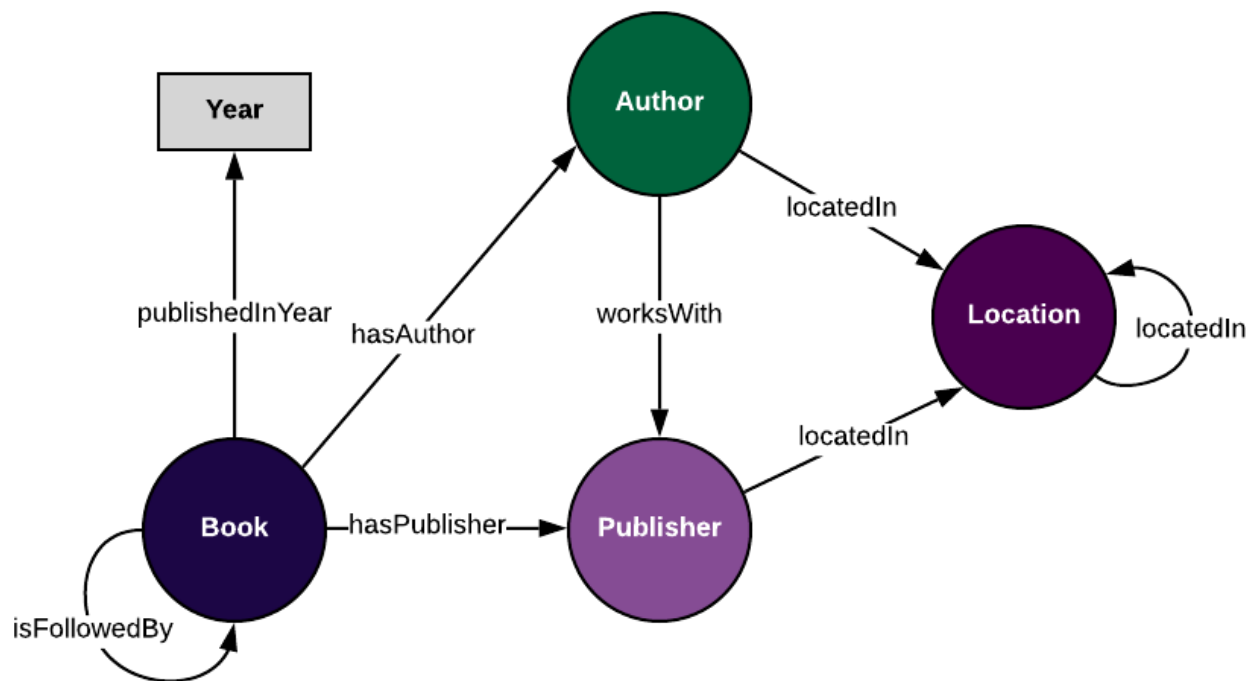 Author
Year
locatedIn
publishedInYear
hasAuthor
worksWith
Location
locatedIn
locatedIn
Book
hasPublisher
Publisher
isFollowedBy